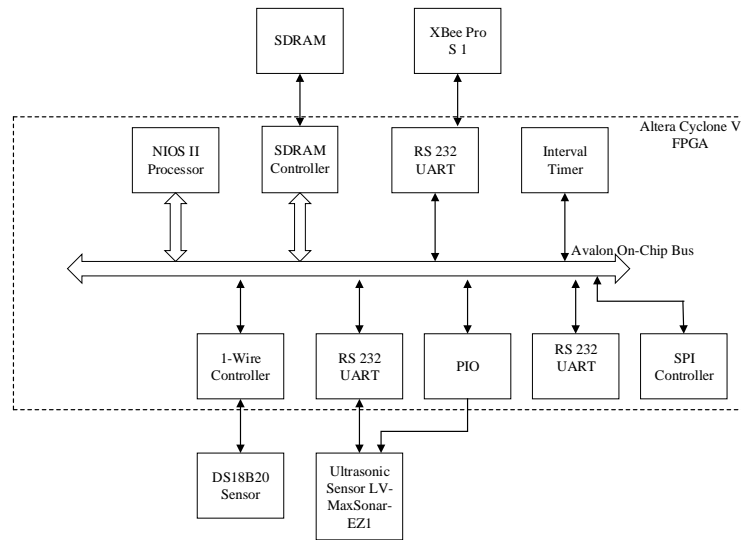 SDRAM
XBee Pro
S 1
Altera Cyclone V
FPGA
NIOS II
Processor
SDRAM
Controller
RS 232
UART
Interval
Timer
Avalon On-Chip Bus
1-Wire
Controller
RS 232
UART
PIO
RS 232
UART
SPI
Controller
DS18B20
Sensor
Ultrasonic
Sensor LV-
MaxSonar-
EZ1